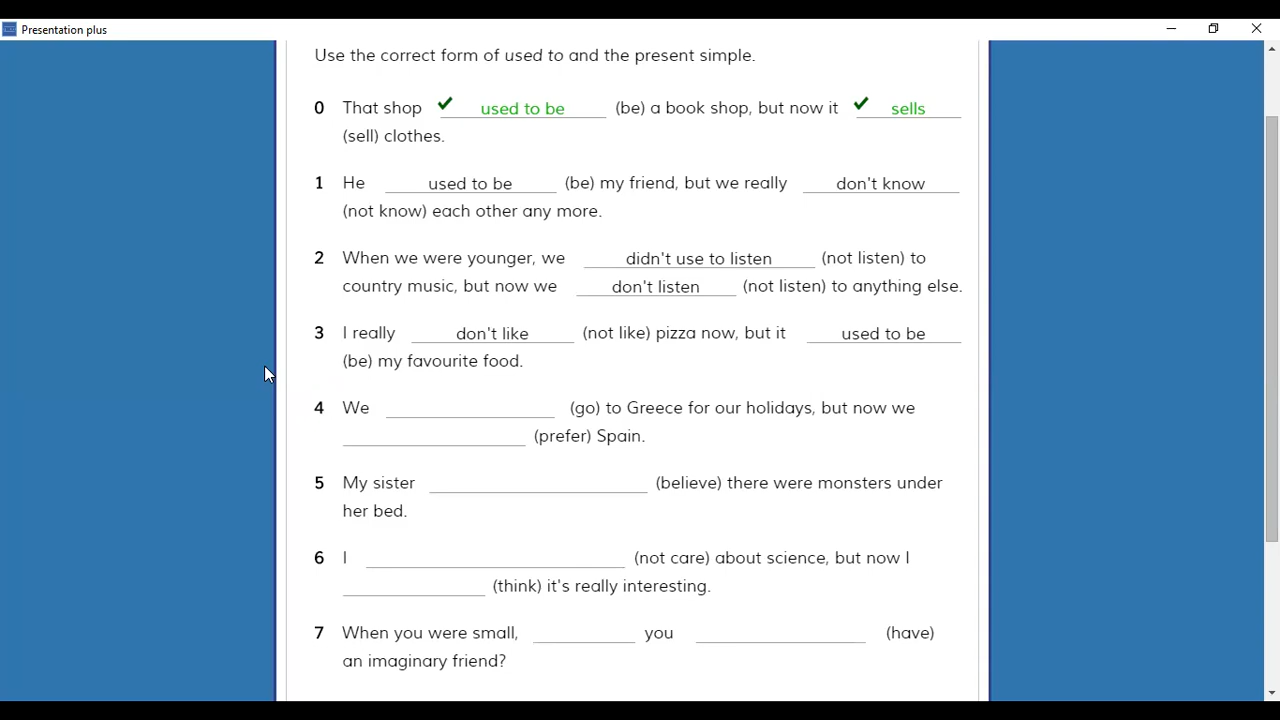 Presentation plus
Use the correct form of used to and the present simple.
0 That shop ✔ used to be (be) a book shop, but now it ✔ sells
(sell) clothes.
1 He used to be (be) my friend, but we really don't know
(not know) each other any more.
2 When we were younger, we didn't use to listen (not listen) to
country music, but now we don't listen (not listen) to anything else.
3 I really don't like (not like) pizza now, but it used to be
(be) my favourite food.
4 We ____ (go) to Greece for our holidays, but now we
____ (prefer) Spain.
5 My sister ____ (believe) there were monsters under
her bed.
6 I ____ (not care) about science, but now I
____ (think) it's really interesting.
7 When you were small, ____ you ____ (have)
an imaginary friend?